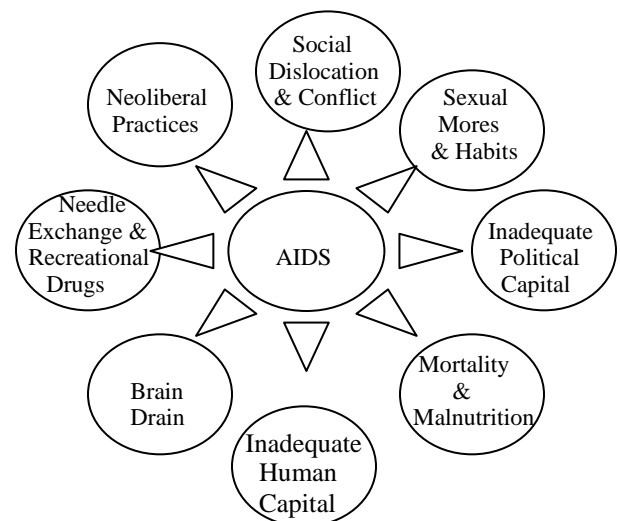 Social
Dislocation
& Conflict
Neoliberal
Practices
Sexual
Mores
& Habits
Needle
Exchange &
Recreational
Drugs
AIDS
Inadequate
Political
Capital
Brain
Drain
Mortality
&
Malnutrition
Inadequate
Human
Capital